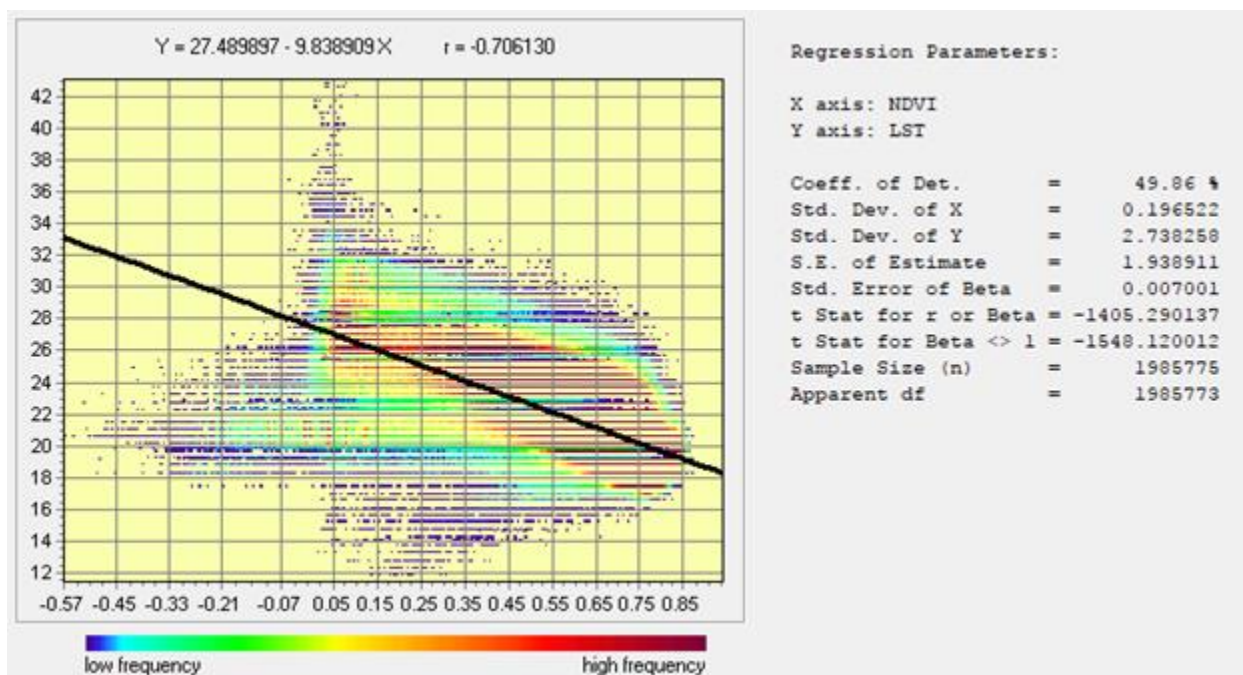 Y = 27.489897 - 9.838909X r = -0.706130
42
40
38
36
34
32
30
28
26
24
22
20
18
16
14
12
-0.57 -0.45 -0.33 -0.21 -0.07 0.05 0.15 0.25 0.35 0.45 0.55 0.65 0.75 0.85
low frequency high frequency
Regression Parameters:
X axis: NDVI
Y axis: LST
Coeff. of Det. = 49.86 %
Std. Dev. of X = 0.196522
Std. Dev. of Y = 2.738258
S.E. of Estimate = 1.938911
Std. Error of Beta = 0.007001
t Stat for r or Beta = -1405.290137
t Stat for Beta <> 1 = -1548.120012
Sample Size (n) = 1985775
Apparent df = 1985773